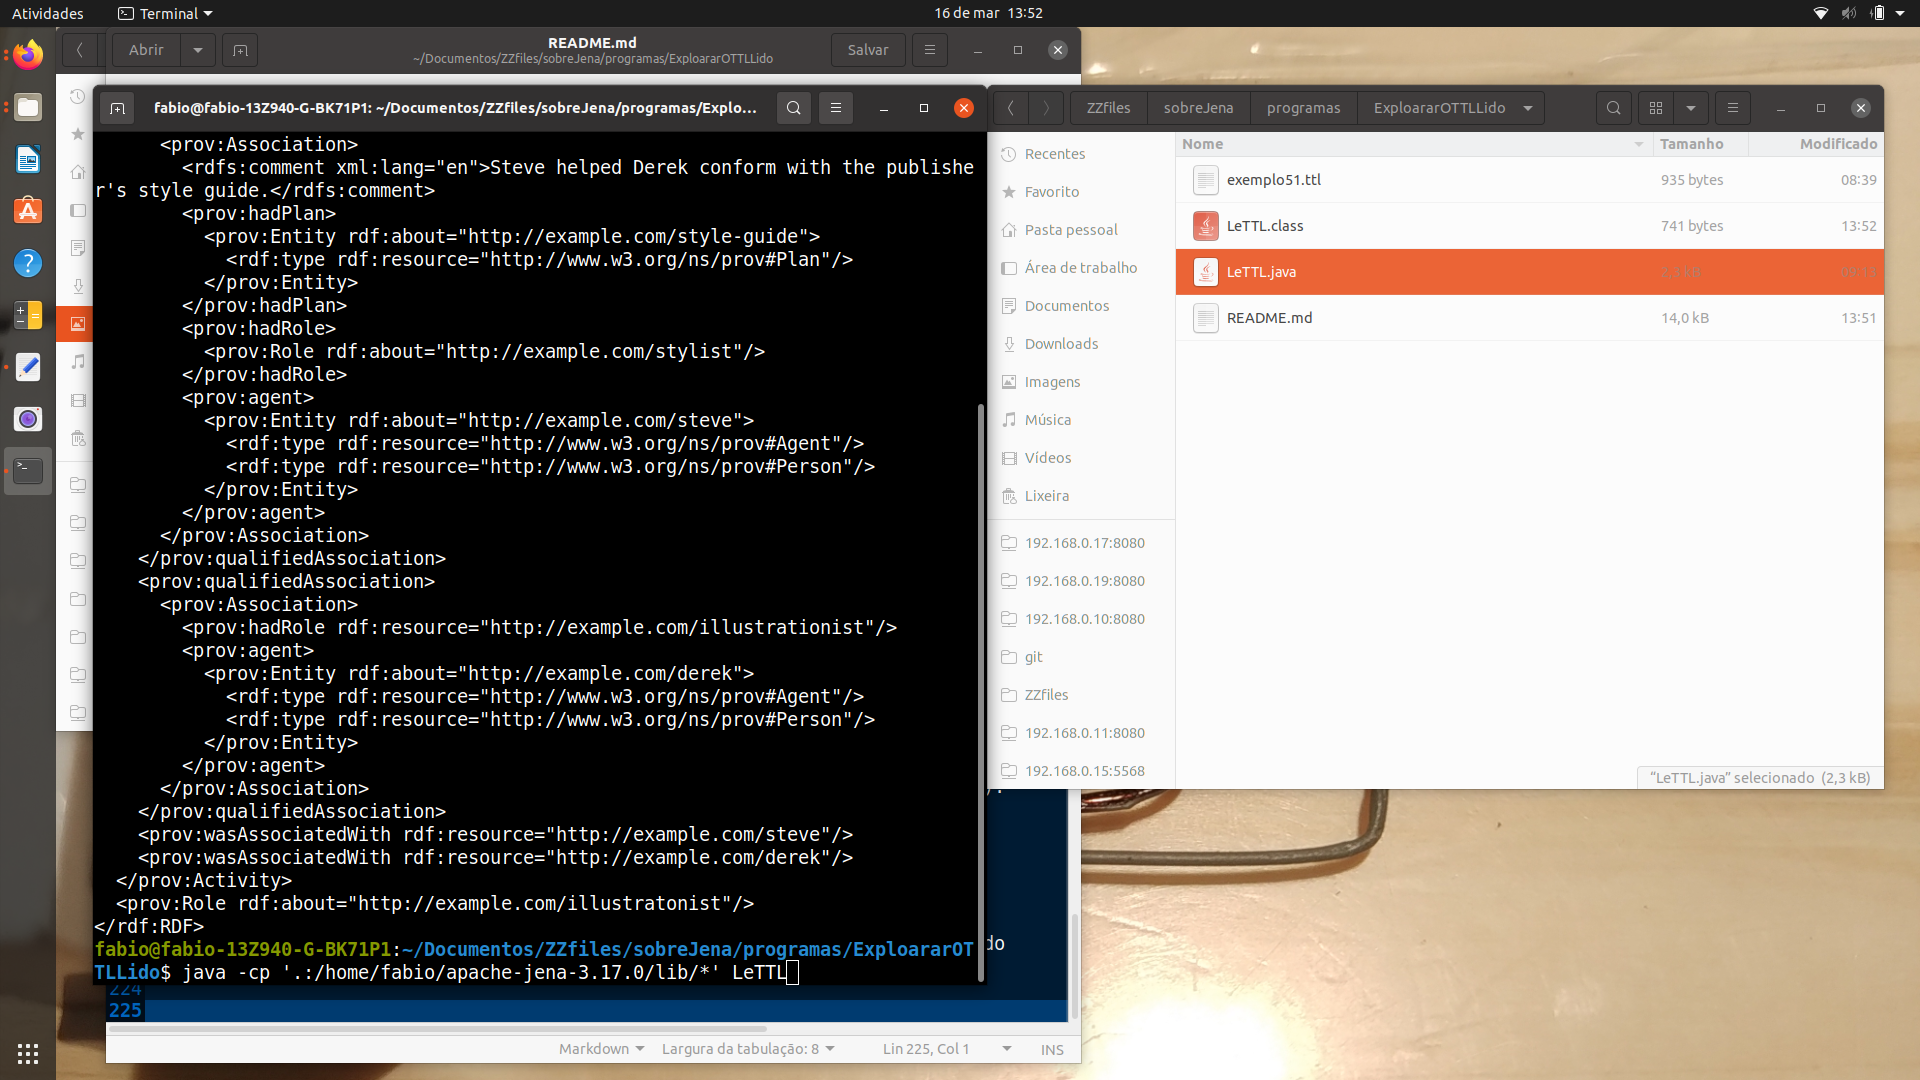 Atividades
Terminal
16 de mar 13:52
Abrir
README.md
~/Documentos/ZZfiles/sobreJena/programas/ExploararOTTLLido
Salvar
fabio@fabio-13Z940-G-BK71P1: ~/Documentos/ZZfiles/sobreJena/programas/Explo...
<prov:Association>
<rdfs:comment xml:lang="en">Steve helped Derek conform with the publishe
r's style guide.</rdfs:comment>
<prov:hadPlan>
<prov:Entity rdf:about="http://example.com/style-guide">
<rdf:type rdf:resource="http://www.w3.org/ns/prov#Plan"/>
</prov:Entity>
</prov:hadPlan>
<prov:hadRole>
<prov:Role rdf:about="http://example.com/stylist"/>
</prov:hadRole>
<prov:agent>
<prov:Entity rdf:about="http://example.com/steve">
<rdf:type rdf:resource="http://www.w3.org/ns/prov#Agent"/>
<rdf:type rdf:resource="http://www.w3.org/ns/prov#Person"/>
</prov:Entity>
</prov:agent>
</prov:Association>
</prov:qualifiedAssociation>
<prov:qualifiedAssociation>
<prov:Association>
<prov:hadRole rdf:resource="http://example.com/illustrationist"/>
<prov:agent>
<prov:Entity rdf:about="http://example.com/derek">
<rdf:type rdf:resource="http://www.w3.org/ns/prov#Agent"/>
<rdf:type rdf:resource="http://www.w3.org/ns/prov#Person"/>
</prov:Entity>
</prov:agent>
</prov:Association>
</prov:qualifiedAssociation>
<prov:wasAssociatedWith rdf:resource="http://example.com/steve"/>
<prov:wasAssociatedWith rdf:resource="http://example.com/derek"/>
</prov:Activity>
<prov:Role rdf:about="http://example.com/illustratonist"/>
</rdf:RDF>
fabio@fabio-13Z940-G-BK71P1:~/Documentos/ZZfiles/sobreJena/programas/ExploararOT
TLLido$ java -cp '.:/home/fabio/apache-jena-3.17.0/lib/*' LeTTL
do
224
225
Markdown
Largura da tabulação: 8
Lin 225, Col 1
INS
ZZfiles
sobreJena
programas
ExploararOTTLLido
Recentes
Favorito
Pasta pessoal
Área de trabalho
Documentos
Downloads
Imagens
Música
Vídeos
Lixeira
192.168.0.17:8080
192.168.0.19:8080
192.168.0.10:8080
git
ZZfiles
192.168.0.11:8080
192.168.0.15:5568
Nome Tamanho Modificado
exemplo51.ttl 935 bytes 08:39
LeTTL.class 741 bytes 13:52
LeTTL.java 2,3 kB
README.md 14,0 kB 13:51
“LeTTL.java” selecionado (2,3 kB)